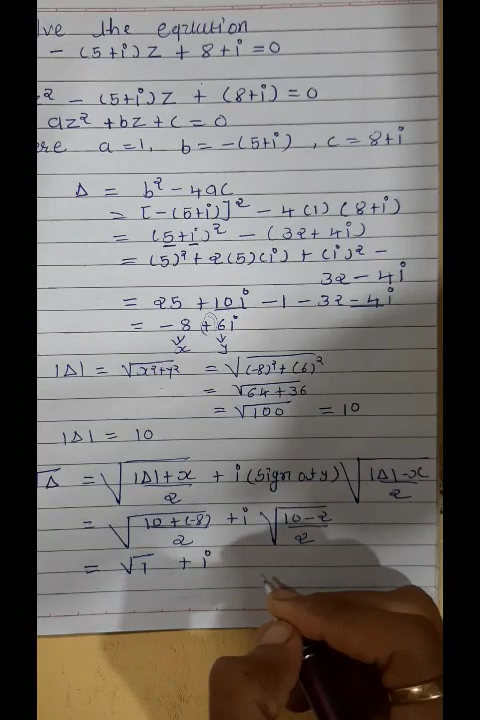 ve the equation
- (5+i)z + 8+i = 0
² - (5+i)z + (8+i) = 0
az² + bz + c = 0
ere a=1, b = -(5+i), c = 8+i
Δ = b² - 4ac
= [-(5+i)]² - 4(1)(8+i)
= (5+i)² - (32 + 4i)
= (5)² + 2(5)(i) + (i)² -
32 - 4i
= 25 + 10i - 1 - 32 - 4i
= -8 + 6i
x y
|Δ| = √x²+y² = √(-8)² + (6)²
= √64 + 36
= √100 = 10
|Δ| = 10
√Δ = √|Δ|+x/2 + i (sign of y) √|Δ|-x/2
= √10 + (-8)/2 + i √10 - 2/2
= √1 + i